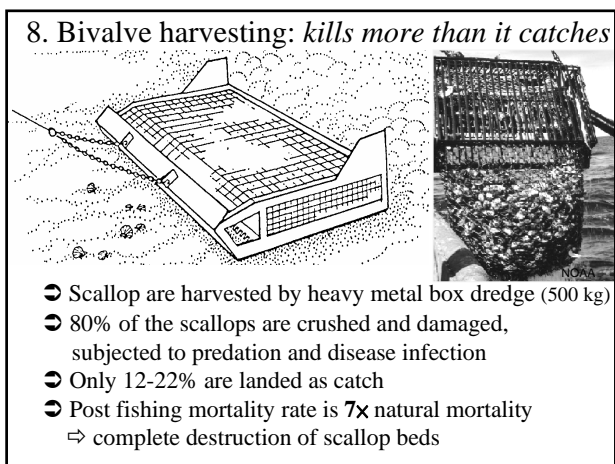 8. Bivalve harvesting: kills more than it catches
NOAA
➲ Scallop are harvested by heavy metal box dredge (500 kg)
➲ 80% of the scallops are crushed and damaged,
subjected to predation and disease infection
➲ Only 12-22% are landed as catch
➲ Post fishing mortality rate is 7x natural mortality
⇨ complete destruction of scallop beds